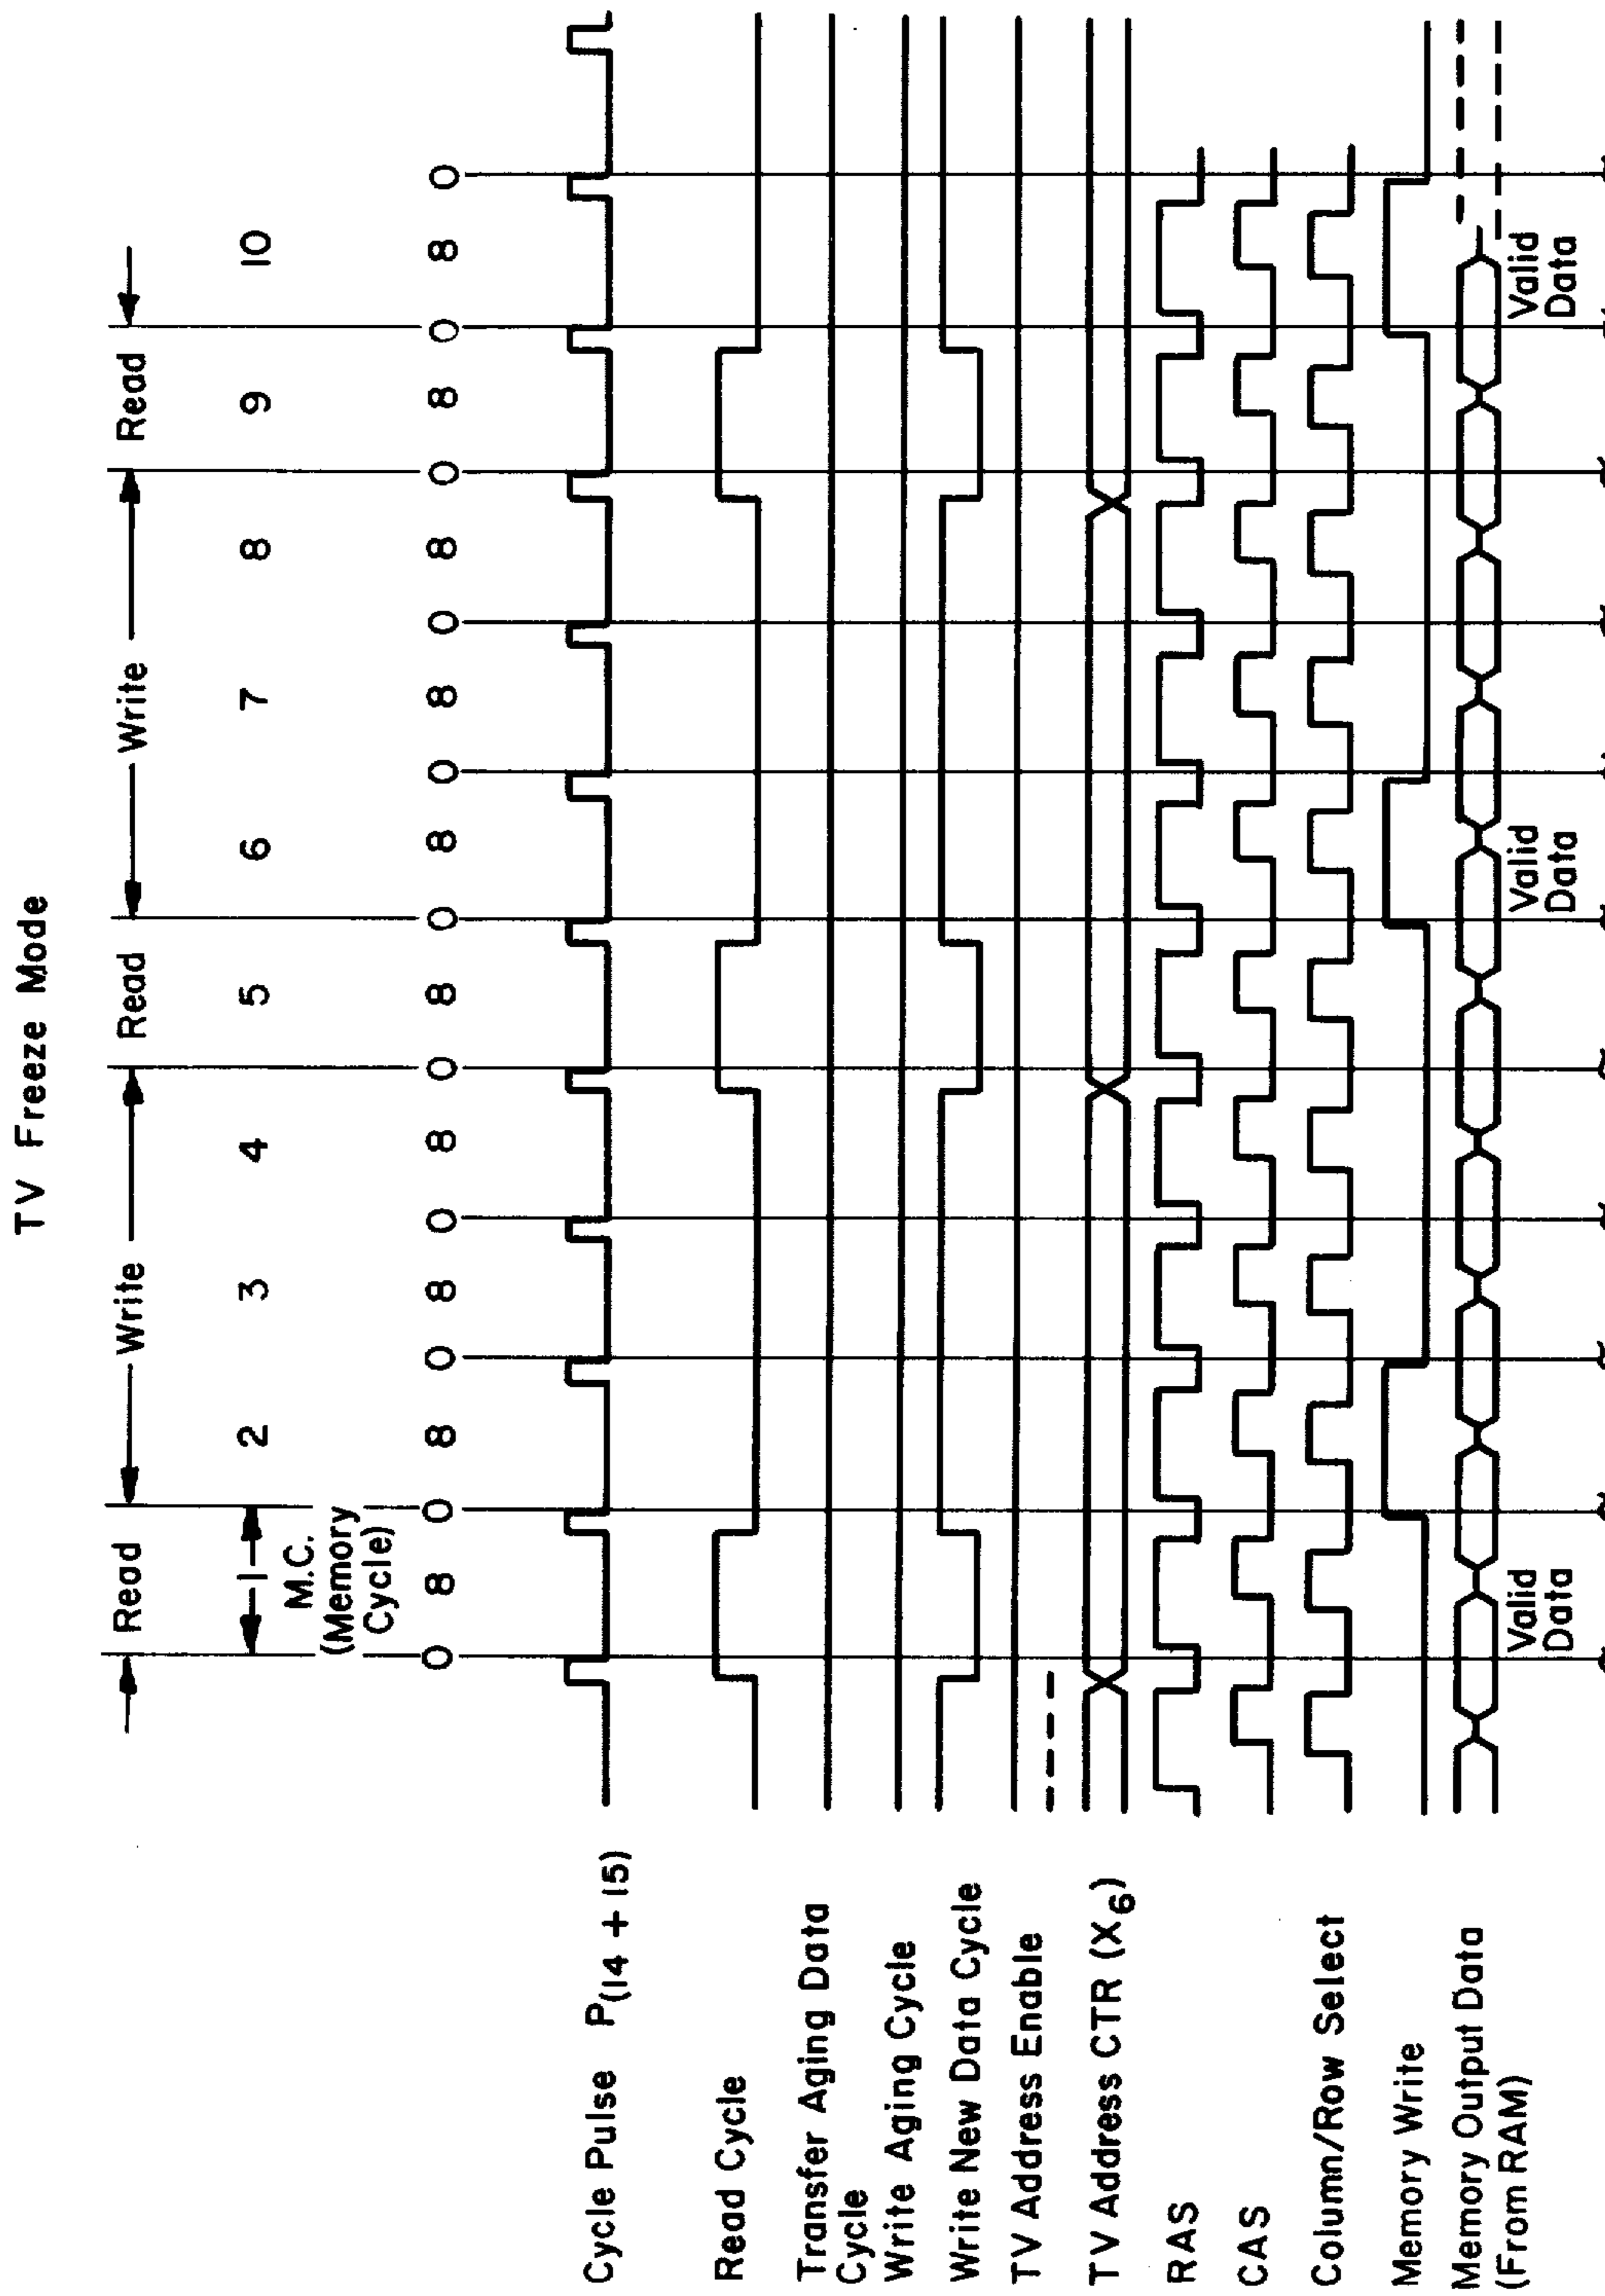 TV Freeze Mode
Read Write Read Write Read
1 2 3 4 5 6 7 8 9 10
M.C.
(Memory
Cycle)
0 8 0 8 0 8 0 8 0 8 0 8 0 8 0 8 0 8 0 8 0
Cycle Pulse P(14 + 15)
Read Cycle
Transfer Aging Data
Cycle
Write Aging Cycle
Write New Data Cycle
TV Address Enable
TV Address CTR (X6)
RAS
CAS
Column/Row Select
Memory Write
Memory Output Data
(From RAM)
Valid
Data
Valid
Data
Valid
Data